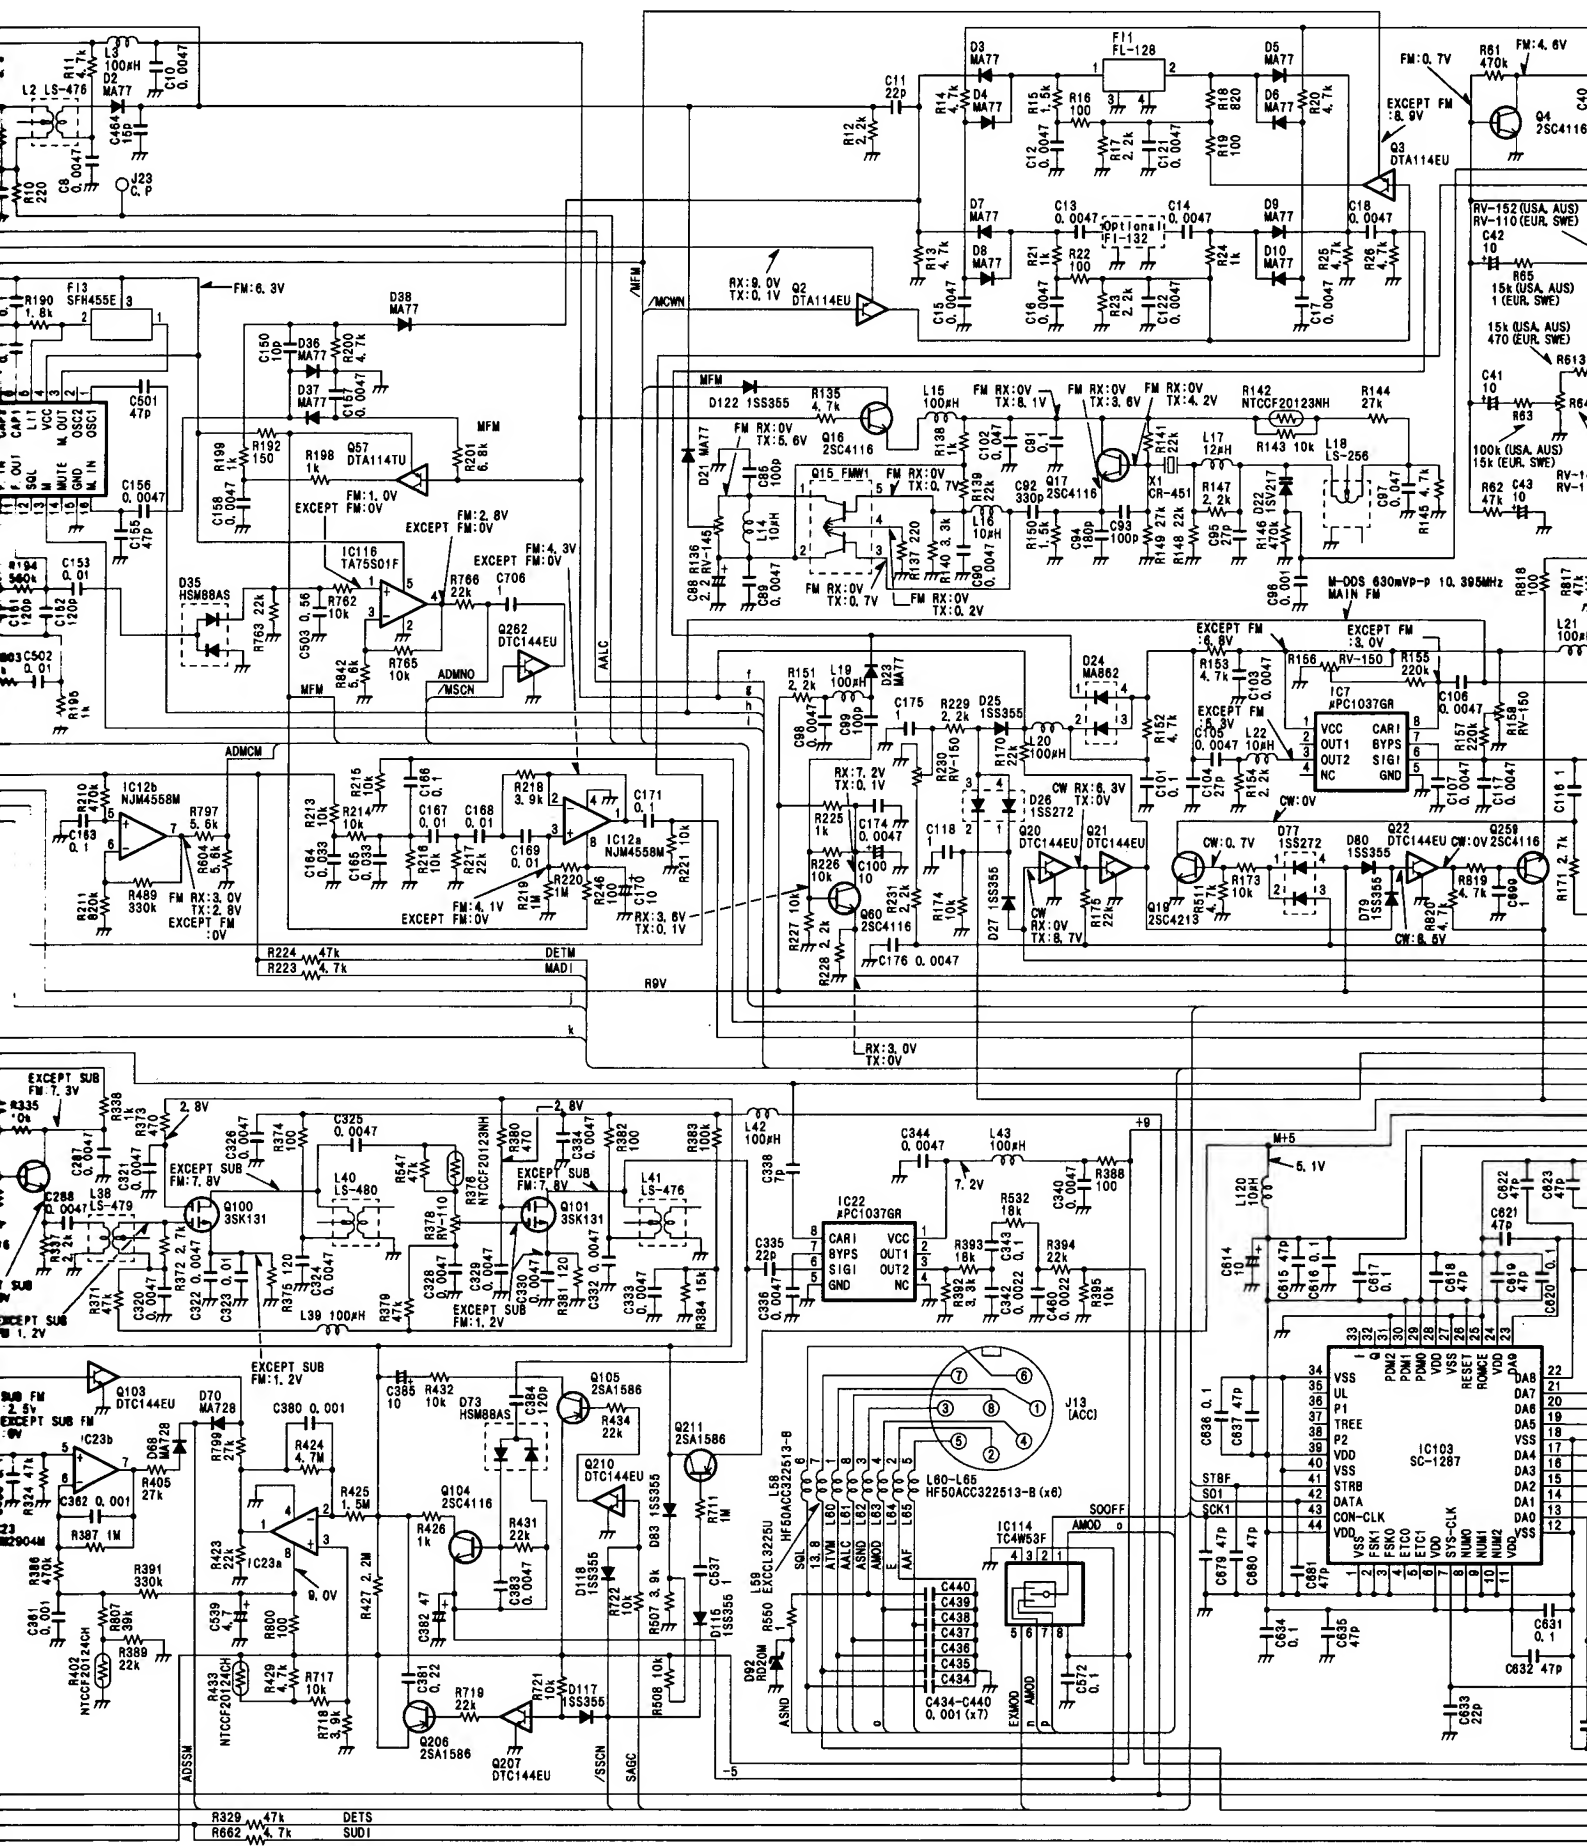 L3
100μH
D2
MA77
R11
4.7k
C10
0.0047
L2 LS-476
C464
15p
C8
0.0047
R10
220
J23
C.P
C11
22p
R12
2.2k
D3
MA77
R14
4.7k
D4
MA77
R15
1.5k
FI1
FL-128
1
2
3
4
R16
100
C12
0.0047
R17
2.2k
C121
0.0047
R18
820
R19
100
D5
MA77
D6
MA77
R20
4.7k
FM:0.7V
R61
470k
FM:4.6V
EXCEPT FM
:8.9V
Q3
DTA114EU
Q4
2SC4116
D7
MA77
D8
MA77
R13
4.7k
C15
0.0047
C13
0.0047
Optional
FI-132
C14
0.0047
R21
1k
R22
100
C16
0.0047
R23
2.2k
C122
0.0047
R24
1k
D9
MA77
D10
MA77
C17
0.0047
R25
4.7k
C18
0.0047
R26
4.7k
RV-152(USA, AUS)
RV-110(EUR, SWE)
C42
10
R65
15k(USA, AUS)
1(EUR, SWE)
15k(USA, AUS)
470(EUR, SWE)
R613
C41
10
R63
100k(USA, AUS)
15k(EUR, SWE)
R62
47k
C43
10
/MFM
/MCWN
RX:9.0V
TX:0.1V
Q2
DTA114EU
R190
1.8k
FI3
SFH455E
3
2
1
FM:6.3V
C501
47p
D38
MA77
C150
10p
D36
MA77
R200
4.7k
D37
MA77
C157
0.0047
MFM
R199
1k
R192
150
R198
1k
Q57
DTA114TU
R201
6.8k
C158
0.0047
C156
0.0047
C155
47p
CAP1
LIT
VCC
M.OUT
OSC2
OSC1
F.OUT
SQL
MUTE
GND
M.IN
FM:1.0V
EXCEPT FM:0V
FM:2.8V
EXCEPT FM:0V
FM:4.3V
EXCEPT FM:0V
IC116
TA75S01F
R766
22k
C706
1
R762
10k
C503 0.56
R763 22k
D35
HSM88AS
R194
560k
C153
0.01
C161
120p
C152
120p
C502
0.01
R195
1k
R842
5.6k
R765
10k
Q262
DTC144EU
ADMNO
/MSCN
MFM
AALC
f
g
h
MFM
D122 1SS355
R135
4.7k
Q16
2SC4116
L15
100μH
FM RX:0V
TX:8.1V
FM RX:0V
TX:3.6V
FM RX:0V
TX:4.2V
R142
NTCCF20123NH
R143 10k
R144
27k
D21 MA77
FM RX:0V
TX:5.6V
C85
100p
Q15 FMW1
FM RX:0V
TX:0.7V
R138
1k
C102
0.047
C91
0.1
Q17
2SC4116
R141
22k
X1
CR-451
L17
12μH
R147
2.2k
D22
1SV217
L18
LS-256
C97
0.047
R145 4.7k
R136
RV-145
L14
10μH
C88
2.2
C89
0.0047
R137
220
R140
3.3k
R139
22k
L16
10μH
C90
0.0047
C92
330p
R150
1.5k
C94
180p
C93
100p
R149 27k
R148 22k
C95
27p
R146
470k
C96
0.001
FM RX:0V
TX:0.7V
FM RX:0V
TX:0.2V
M-DDS 630mVp-p 10.395MHz
MAIN FM
R818
100
R817
47k
L21
R151
2.2k
L19
100μH
D23
MA77
C98
0.0047
C99
100p
C175
1
R229
2.2k
R230
RV-150
D25
1SS355
R170
22k
L20
100μH
D24
MA862
R152
4.7k
EXCEPT FM
:6.8V
R153
4.7k
C103
0.0047
R156
RV-150
EXCEPT FM
:3.0V
R155
220k
EXCEPT FM
:5.3V
C105
0.0047
L22
10μH
C104
27p
R154
2.2k
C101
0.1
IC7
μPC1037GR
VCC
OUT1
OUT2
NC
CARI
BYPS
SIGI
GND
C106
0.0047
R157
220k
R158
RV-150
C107
0.0047
C117
0.0047
C116 1
ADMCM
R210
470k
IC12b
NJM4558M
C163
0.1
R797
5.6k
R604
5.6k
R211
820k
R489
330k
FM RX:3.0V
TX:2.8V
EXCEPT FM
:0V
R213
10k
R215
10k
R214
10k
C164
0.033
C165
0.033
C166
0.1
C167
0.01
R216
10k
R217
22k
C168
0.01
C169
0.01
R218
3.9k
IC12a
NJM4558M
R219
1M
R220
1M
R246
100
C170
10
C171
0.1
R221 10k
FM:4.1V
EXCEPT FM:0V
RX:3.6V
TX:0.1V
RX:7.2V
TX:0.1V
R225
1k
R226
10k
C174
0.0047
C100
10
R227 10k
R228 2.2k
Q60
2SC4116
R231
2.2k
C176 0.0047
C118
1
R174
10k
D26
1SS272
D27 1SS355
CW RX:6.3V
TX:0V
Q20
DTC144EU
Q21
DTC144EU
CW
RX:0V
TX:8.7V
R175
22k
Q19
2SC4213
CW:0.7V
R511
4.7k
R173
10k
CW:0V
D77
1SS272
D80
1SS355
D79
1SS355
Q22
DTC144EU
CW:0V
R820
4.7k
R819
4.7k
CW:8.5V
Q259
2SC4116
C699
1
R171 2.7k
R224 47k
R223 4.7k
DETM
MADI
R9V
j
k
RX:3.0V
TX:0V
EXCEPT SUB
FM:7.3V
R335
10k
R338
1k
R373
470
2.8V
C287
0.0047
C321
0.0047
EXCEPT SUB
FM:7.8V
C288
0.0047
R337
2.2k
L38
LS-479
Q100
3SK131
C326
0.0047
R374
100
C325
0.0047
L40
LS-480
R547
47k
R376
NTCCF20123NH
R378
RV-110
R371
47k
C320
0.0047
R372 2.7k
C322 0.0047
C323 0.01
R375 120
C324
0.0047
C328
0.0047
C329
0.0047
R379
47k
L39 100μH
EXCEPT SUB
FM:1.2V
R380
470
2.8V
C334
0.0047
R382
100
R383
100k
EXCEPT SUB
FM:7.8V
Q101
3SK131
L41
LS-476
C330
0.0047
R381 120
C332 0.0047
C333
0.0047
R384 15k
EXCEPT SUB
FM:1.2V
L42
100μH
C338
7p
C335
22p
C336
0.0047
C344
0.0047
L43
100μH
7.2V
C340
0.0047
R388
100
+9
IC22
μPC1037GR
CARI
BYPS
SIGI
GND
VCC
OUT1
OUT2
NC
R532
18k
R393
18k
C343
0.1
R394
22k
R392
3.3k
C342
0.0022
C460
0.0022
R395
10k
M+5
5.1V
L120
10μH
C614
10
C615 47p
C616 0.1
C617
0.1
C618
47p
C619
47p
C620 0.1
C621
47p
C622
47p
C623
47p
Q103
DTC144EU
D70
MA728
D68
MA728
IC23b
R405
27k
R799
27k
C380 0.001
R424
4.7M
R425
1.5M
IC23a
9.0V
R423
22k
R324 47k
C362 0.001
R387 1M
R386
470k
R391
330k
C361
0.001
R402
NTCCF20124CH
R807
39k
R389
22k
C539
4.7
R800
100
R433
NTCCF20124CH
R429
4.7k
R717
10k
R718
3.9k
C385
10
R432
10k
D73
HSM88AS
C384
120p
Q105
2SA1586
R434
22k
Q104
2SC4116
R426
1k
R431
22k
C383
0.0047
C382 47
R427 2.2M
C381
0.22
Q206
2SA1586
R719
22k
Q207
DTC144EU
R721
10k
D117
1SS355
Q210
DTC144EU
D118
1SS355
R722
10k
Q211
2SA1586
D83 1SS355
R711
1M
C537
1
D115
1SS355
R507 3.9k
R508 10k
/SSCN
SAGC
ADSSM
-5
J13
[ACC]
L58
HF50ACC322513-B
L59
EXCCL3225U
L60-L65
HF50ACC322513-B(x6)
L60
L61
L62
L63
L64
L65
SQL
13.8
ATVM
AALC
ASND
AMOD
E
AAF
R550
1
D92
RD20M
ASND
C440
C439
C438
C437
C436
C435
C434
C434-C440
0.001(x7)
IC114
TC4W53F
SOOFF
AMOD
EXMOD
AMOD
n
p
o
C572
0.1
STBF
SO1
SCK1
C636 0.1
C637 47p
C679 47p
C680 47p
C681
47p
IC103
SC-1287
VSS
UL
P1
TREE
P2
VDD
VSS
STRB
DATA
CON-CLK
VDD
I
Q
PDM2
PDM1
PDM0
VDD
VSS
RESET
ROMCE
VDD
DA9
DA8
DA7
DA6
DA5
VSS
DA4
DA3
DA2
DA1
DA0
VSS
VSS
FSK1
FSK0
ETC0
ETC1
VDD
SYS-CLK
NUM0
NUM1
NUM2
VDD
C634
0.1
C635
47p
C631
0.1
C632 47p
C633
22p
R329 47k
R662 4.7k
DETS
SUDI